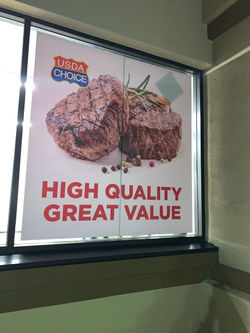 USDA
CHOICE
HIGH QUALITY
GREAT VALUE